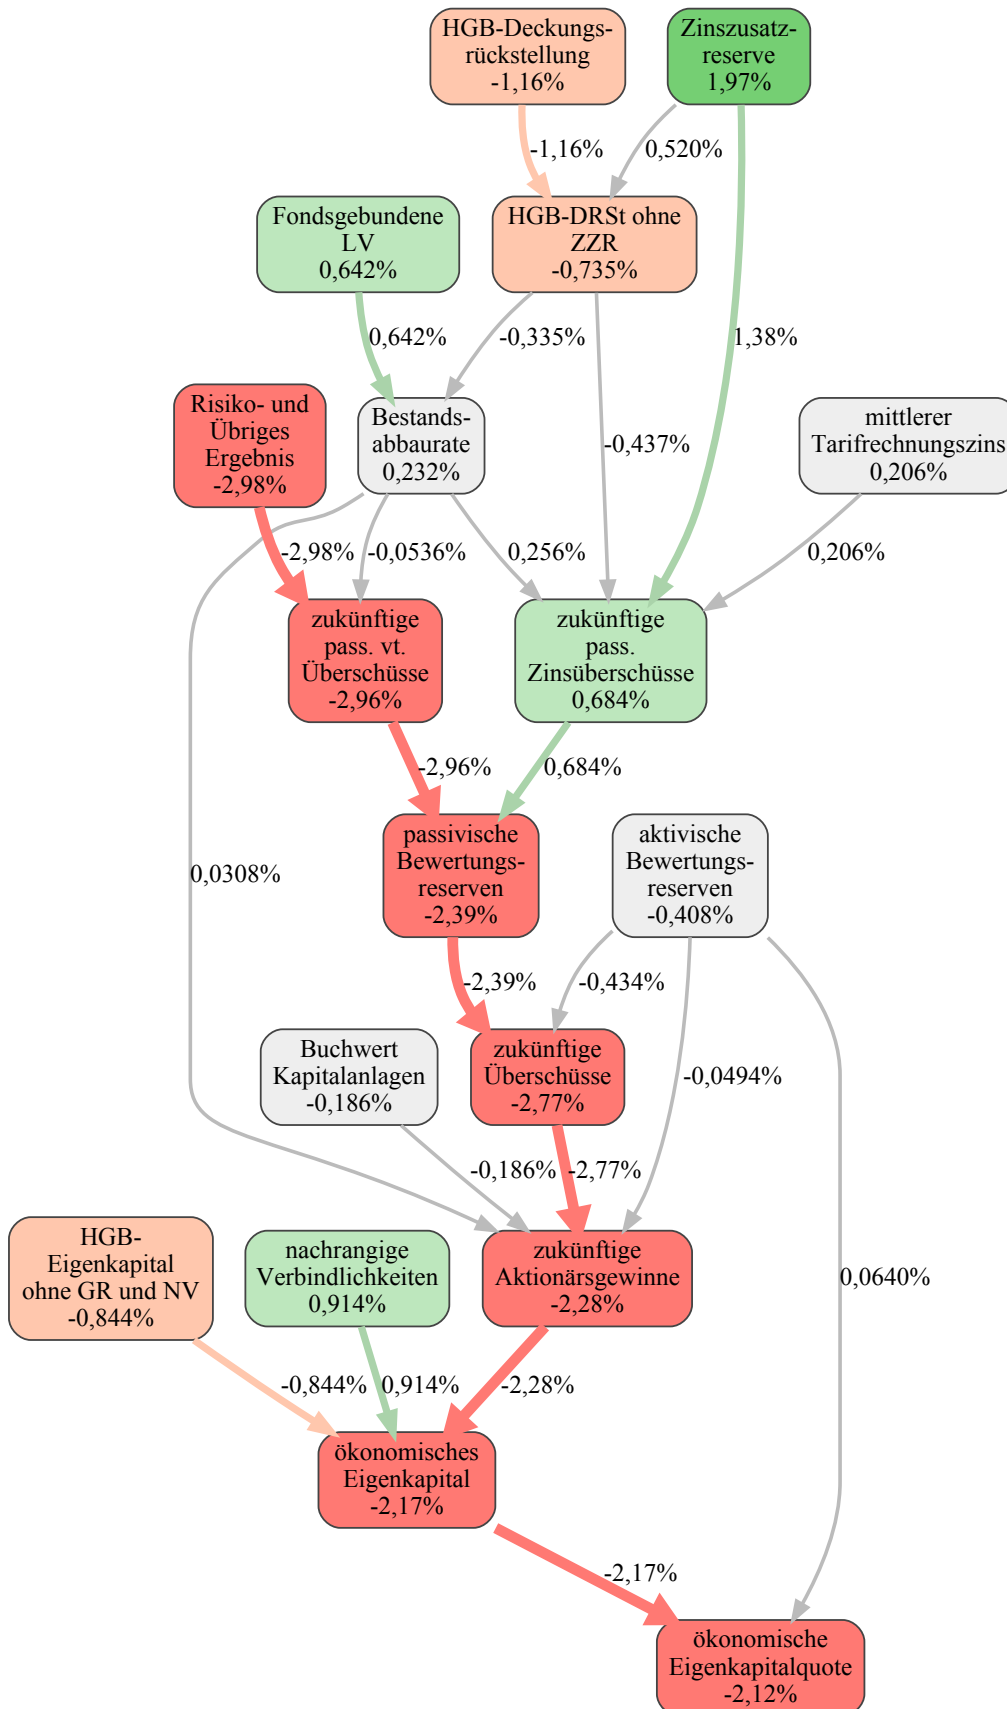 HGB-Deckungs-
rückstellung
-1,16%
Zinszusatz-
reserve
1,97%
-1,16%
0,520%
Fondsgebundene
LV
0,642%
HGB-DRSt ohne
ZZR
-0,735%
0,642%
-0,335%
1,38%
Risiko- und
Übriges
Ergebnis
-2,98%
Bestands-
abbaurate
0,232%
-0,437%
mittlerer
Tarifrechnungszins
0,206%
-2,98%
-0,0536%
0,256%
0,206%
zukünftige
pass. vt.
Überschüsse
-2,96%
zukünftige
pass.
Zinsüberschüsse
0,684%
-2,96%
0,684%
0,0308%
passivische
Bewertungs-
reserven
-2,39%
aktivische
Bewertungs-
reserven
-0,408%
-2,39%
-0,434%
Buchwert
Kapitalanlagen
-0,186%
zukünftige
Überschüsse
-2,77%
-0,0494%
-0,186%
-2,77%
HGB-
Eigenkapital
ohne GR und NV
-0,844%
nachrangige
Verbindlichkeiten
0,914%
zukünftige
Aktionärsgewinne
-2,28%
0,0640%
-0,844%
0,914%
-2,28%
ökonomisches
Eigenkapital
-2,17%
-2,17%
ökonomische
Eigenkapitalquote
-2,12%